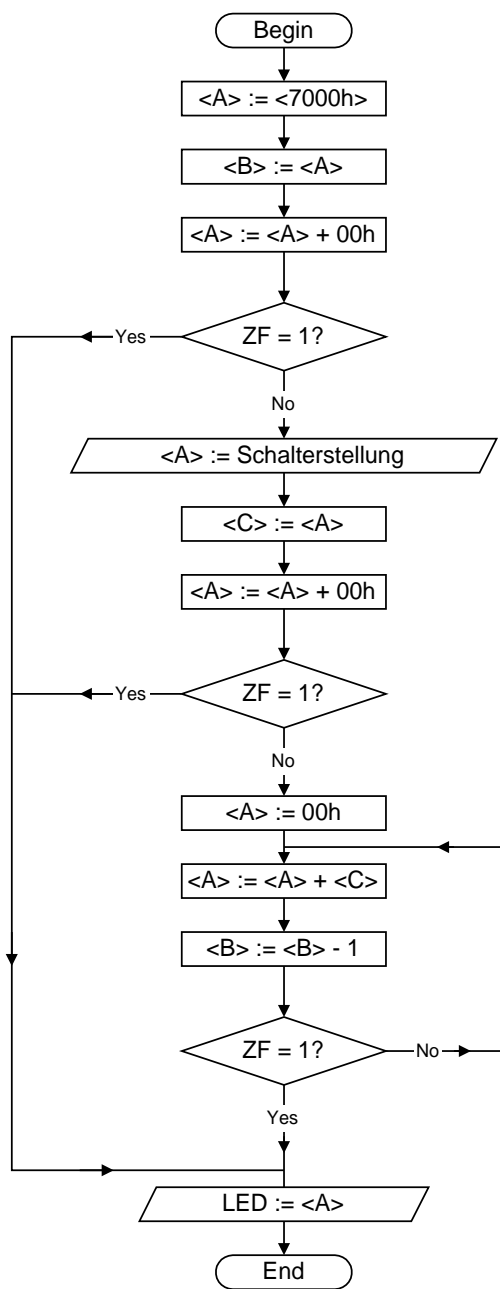 Begin
<A> := <7000h>
<B> := <A>
<A> := <A> + 00h
ZF = 1?
Yes
No
<A> := Schalterstellung
<C> := <A>
<A> := <A> + 00h
ZF = 1?
Yes
No
<A> := 00h
<A> := <A> + <C>
<B> := <B> - 1
ZF = 1?
No
Yes
LED := <A>
End